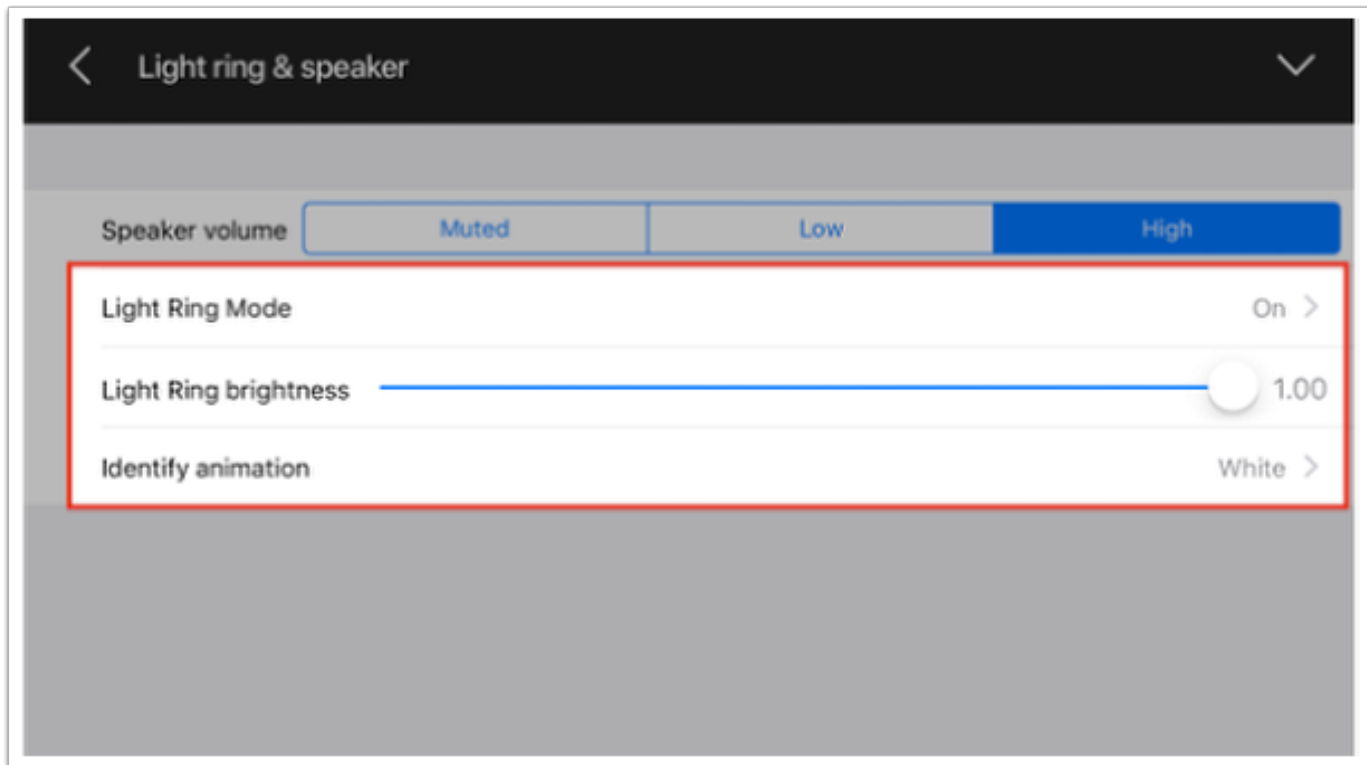 Light ring & speaker
Speaker volume Muted Low High
Light Ring Mode On
Light Ring brightness 1.00
Identify animation White